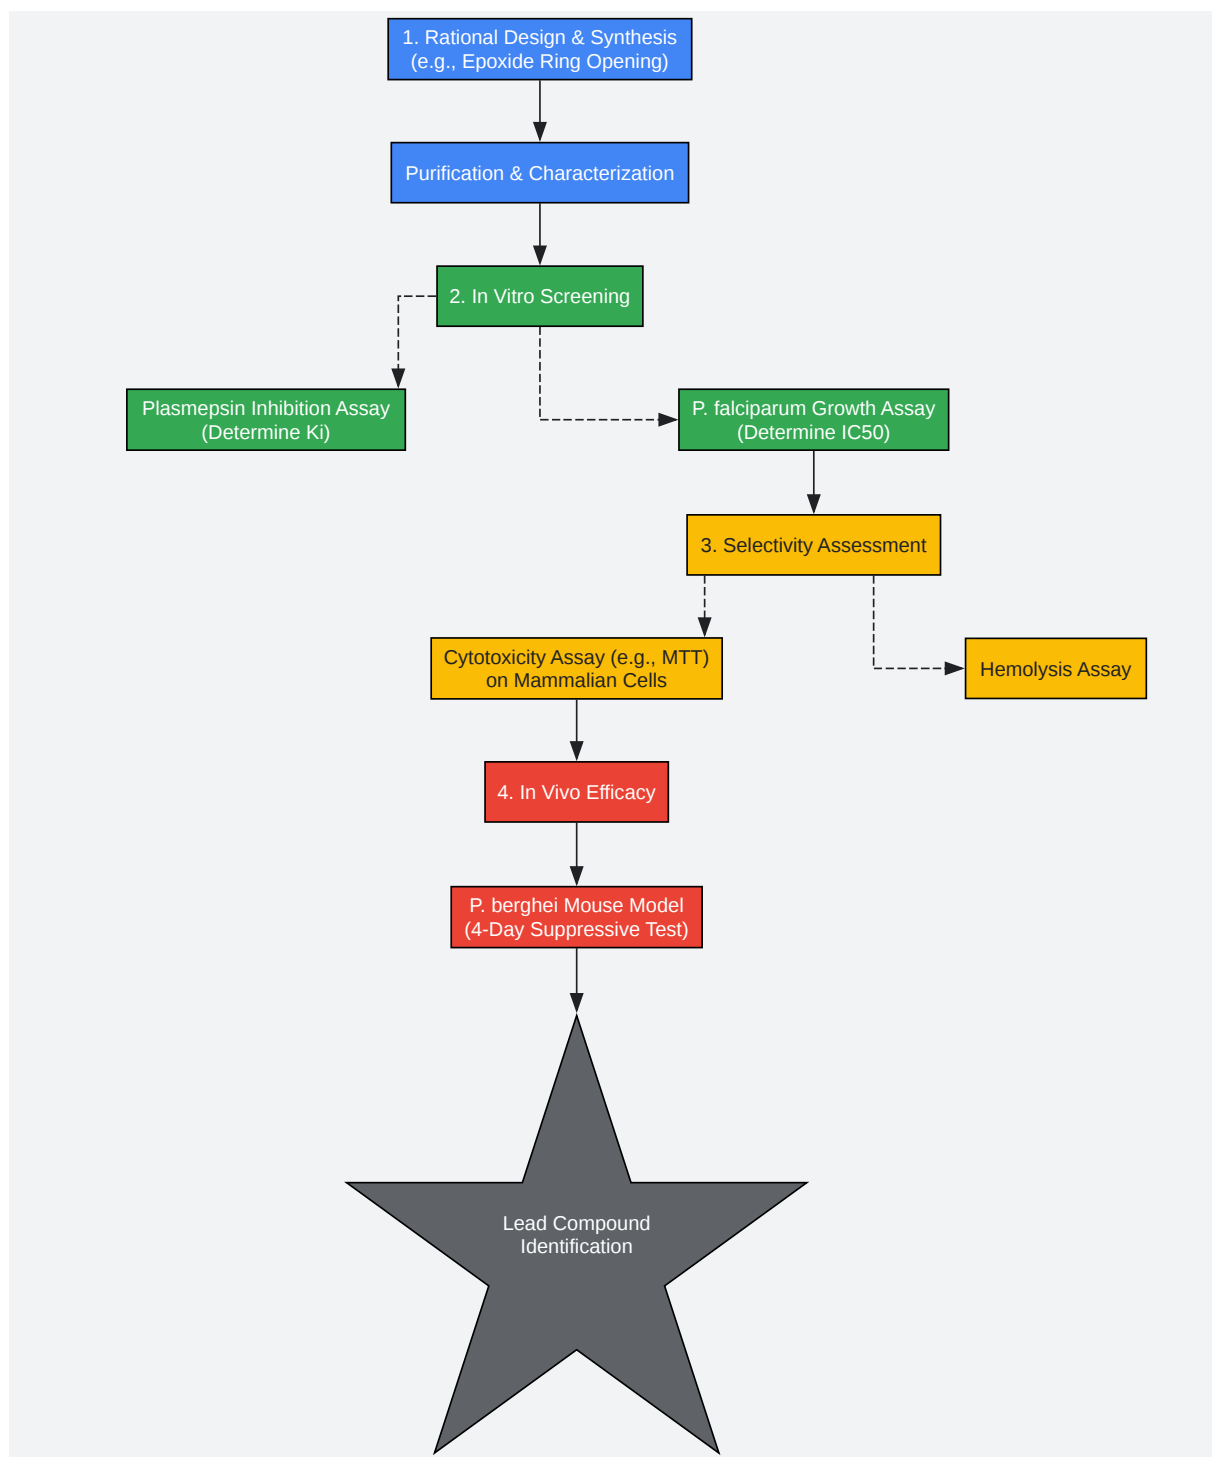 1. Rational Design & Synthesis
(e.g., Epoxide Ring Opening)
Purification & Characterization
2. In Vitro Screening
Plasmepsin Inhibition Assay
(Determine Ki)
P. falciparum Growth Assay
(Determine IC50)
3. Selectivity Assessment
Cytotoxicity Assay (e.g., MTT)
on Mammalian Cells
Hemolysis Assay
4. In Vivo Efficacy
P. berghei Mouse Model
(4-Day Suppressive Test)
Lead Compound
Identification